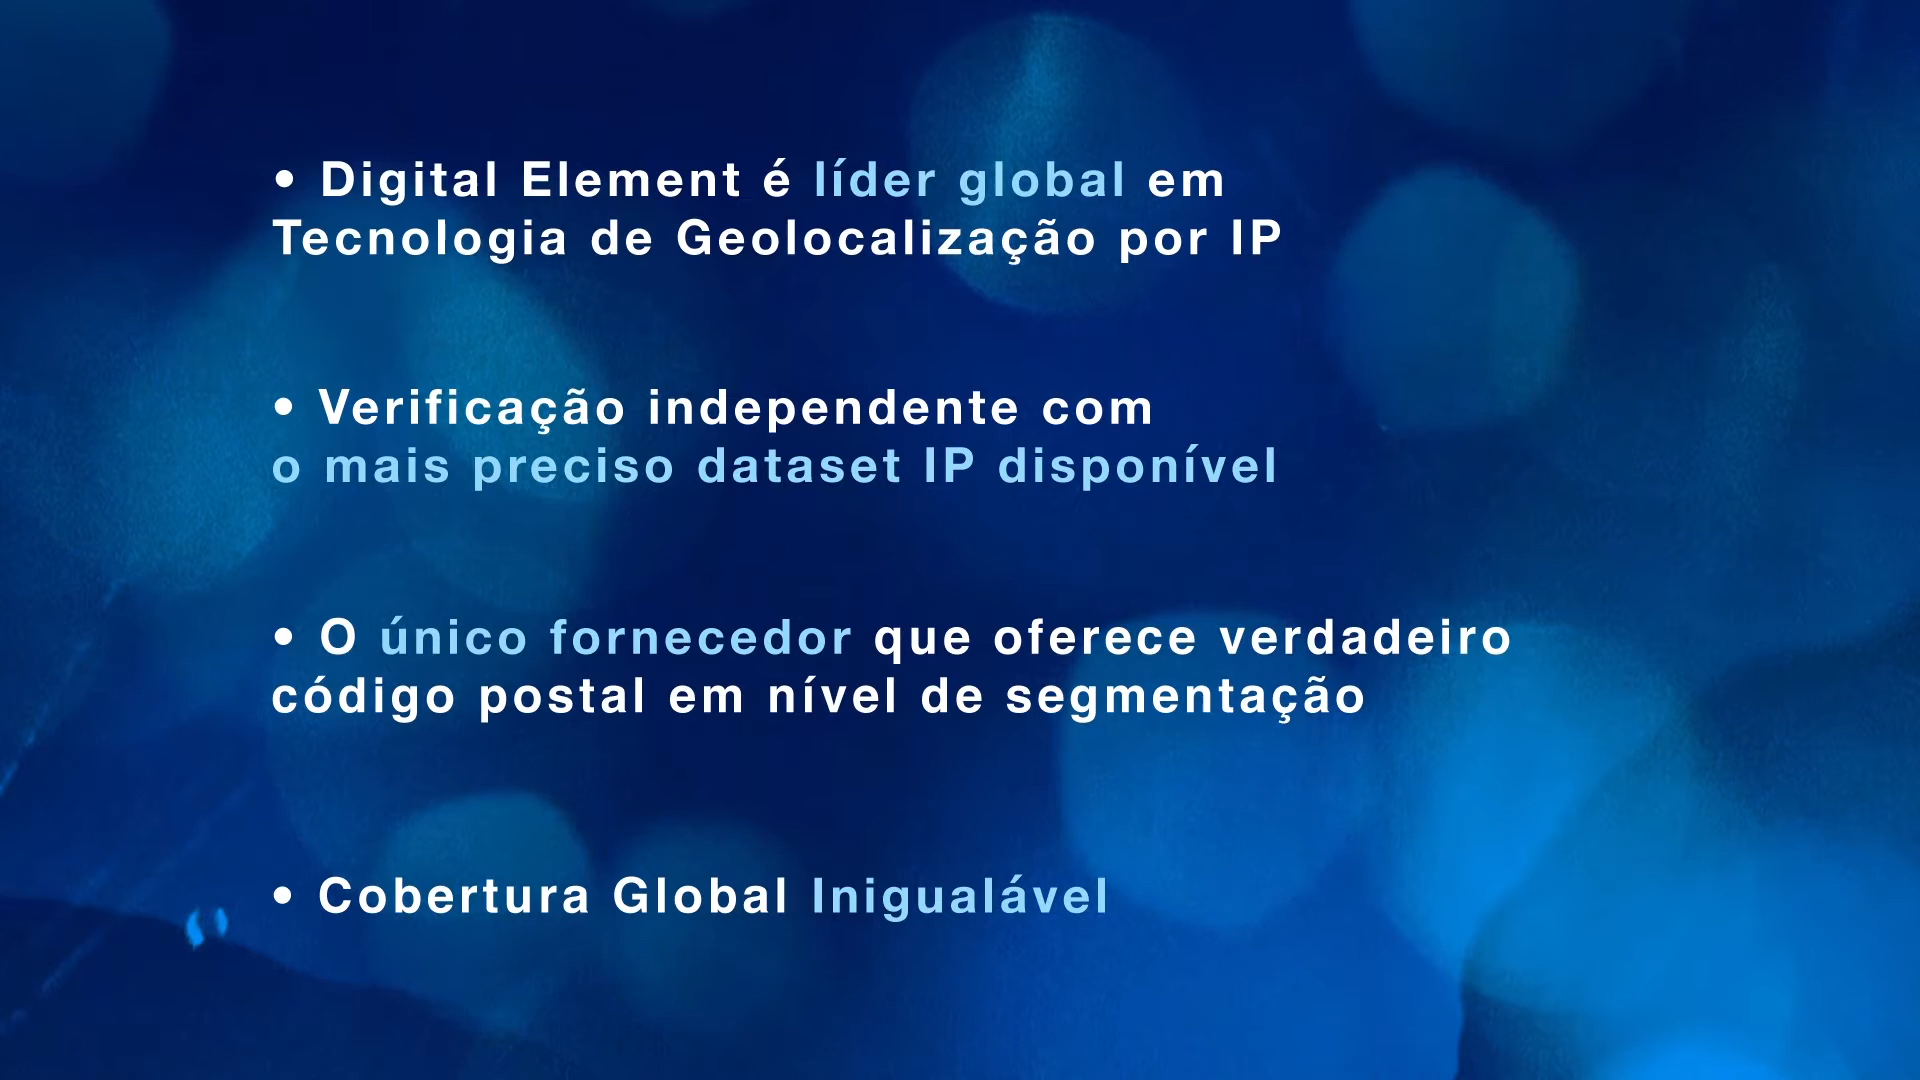 • Digital Element é líder global em
Tecnologia de Geolocalização por IP
• Verificação independente com
o mais preciso dataset IP disponível
• O único fornecedor que oferece verdadeiro
código postal em nível de segmentação
• Cobertura Global Inigualável